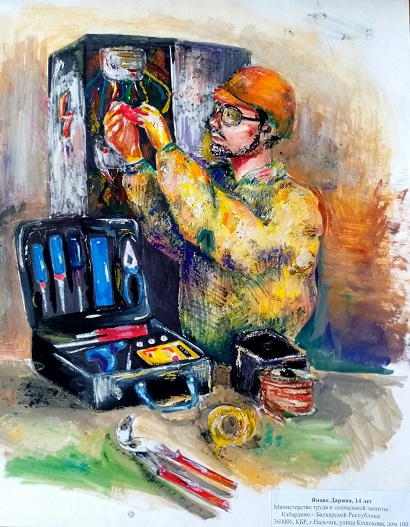 Янова Дарина, 14 лет
Министерство труда и социальной защиты
Кабардино – Балкарской Республики
360000, КБР, г.Нальчик, улица Кешокова, дом 100